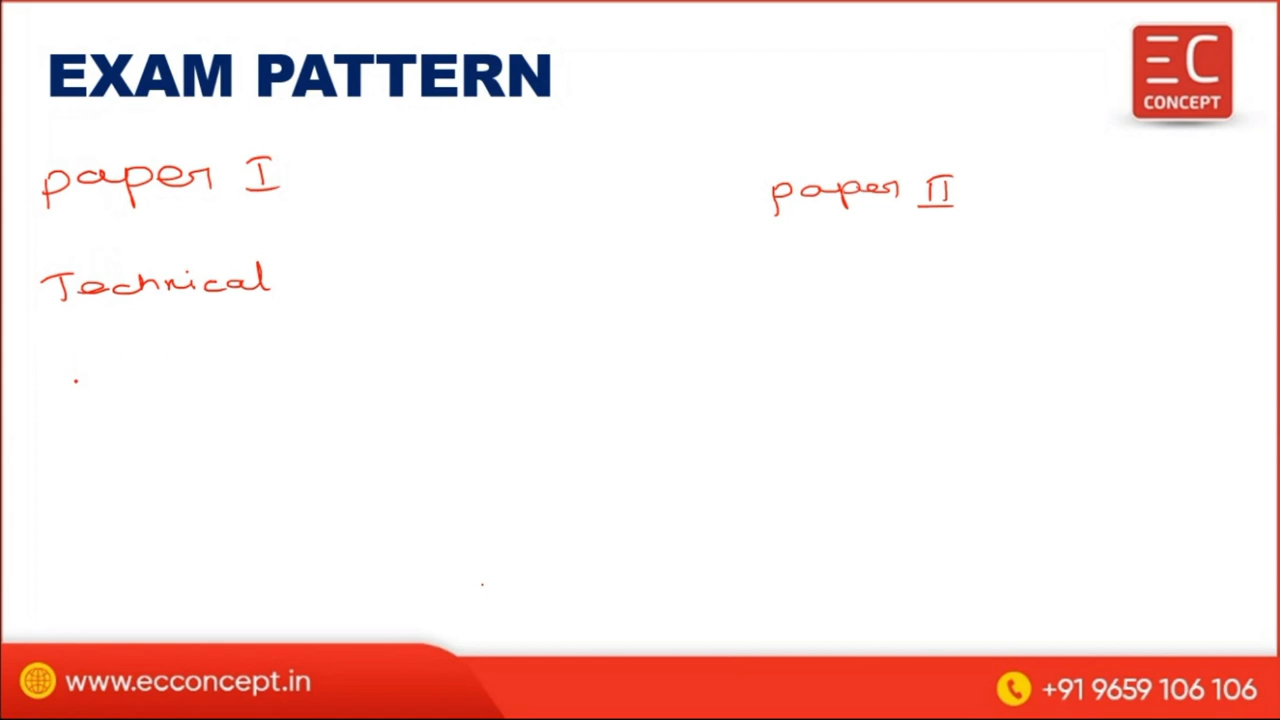 EXAM PATTERN
EC
CONCEPT
paper I
paper II
Technical
www.ecconcept.in
+91 9659 106 106